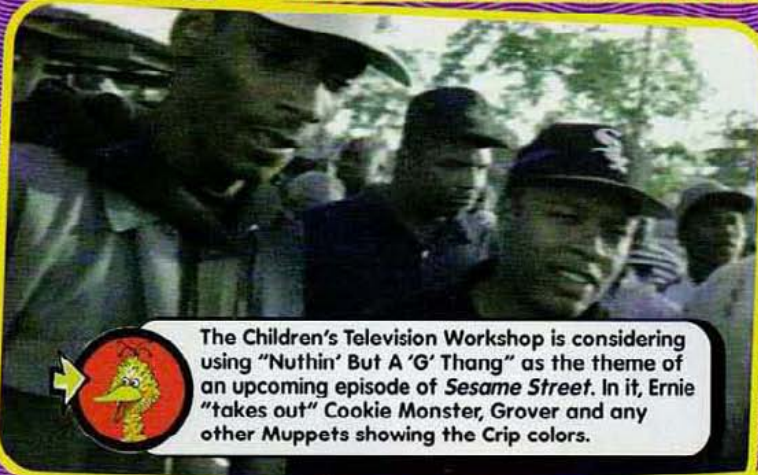 SOX
The Children's Television Workshop is considering
using "Nuthin' But A 'G' Thang" as the theme of
an upcoming episode of Sesame Street. In it, Ernie
"takes out" Cookie Monster, Grover and any
other Muppets showing the Crip colors.